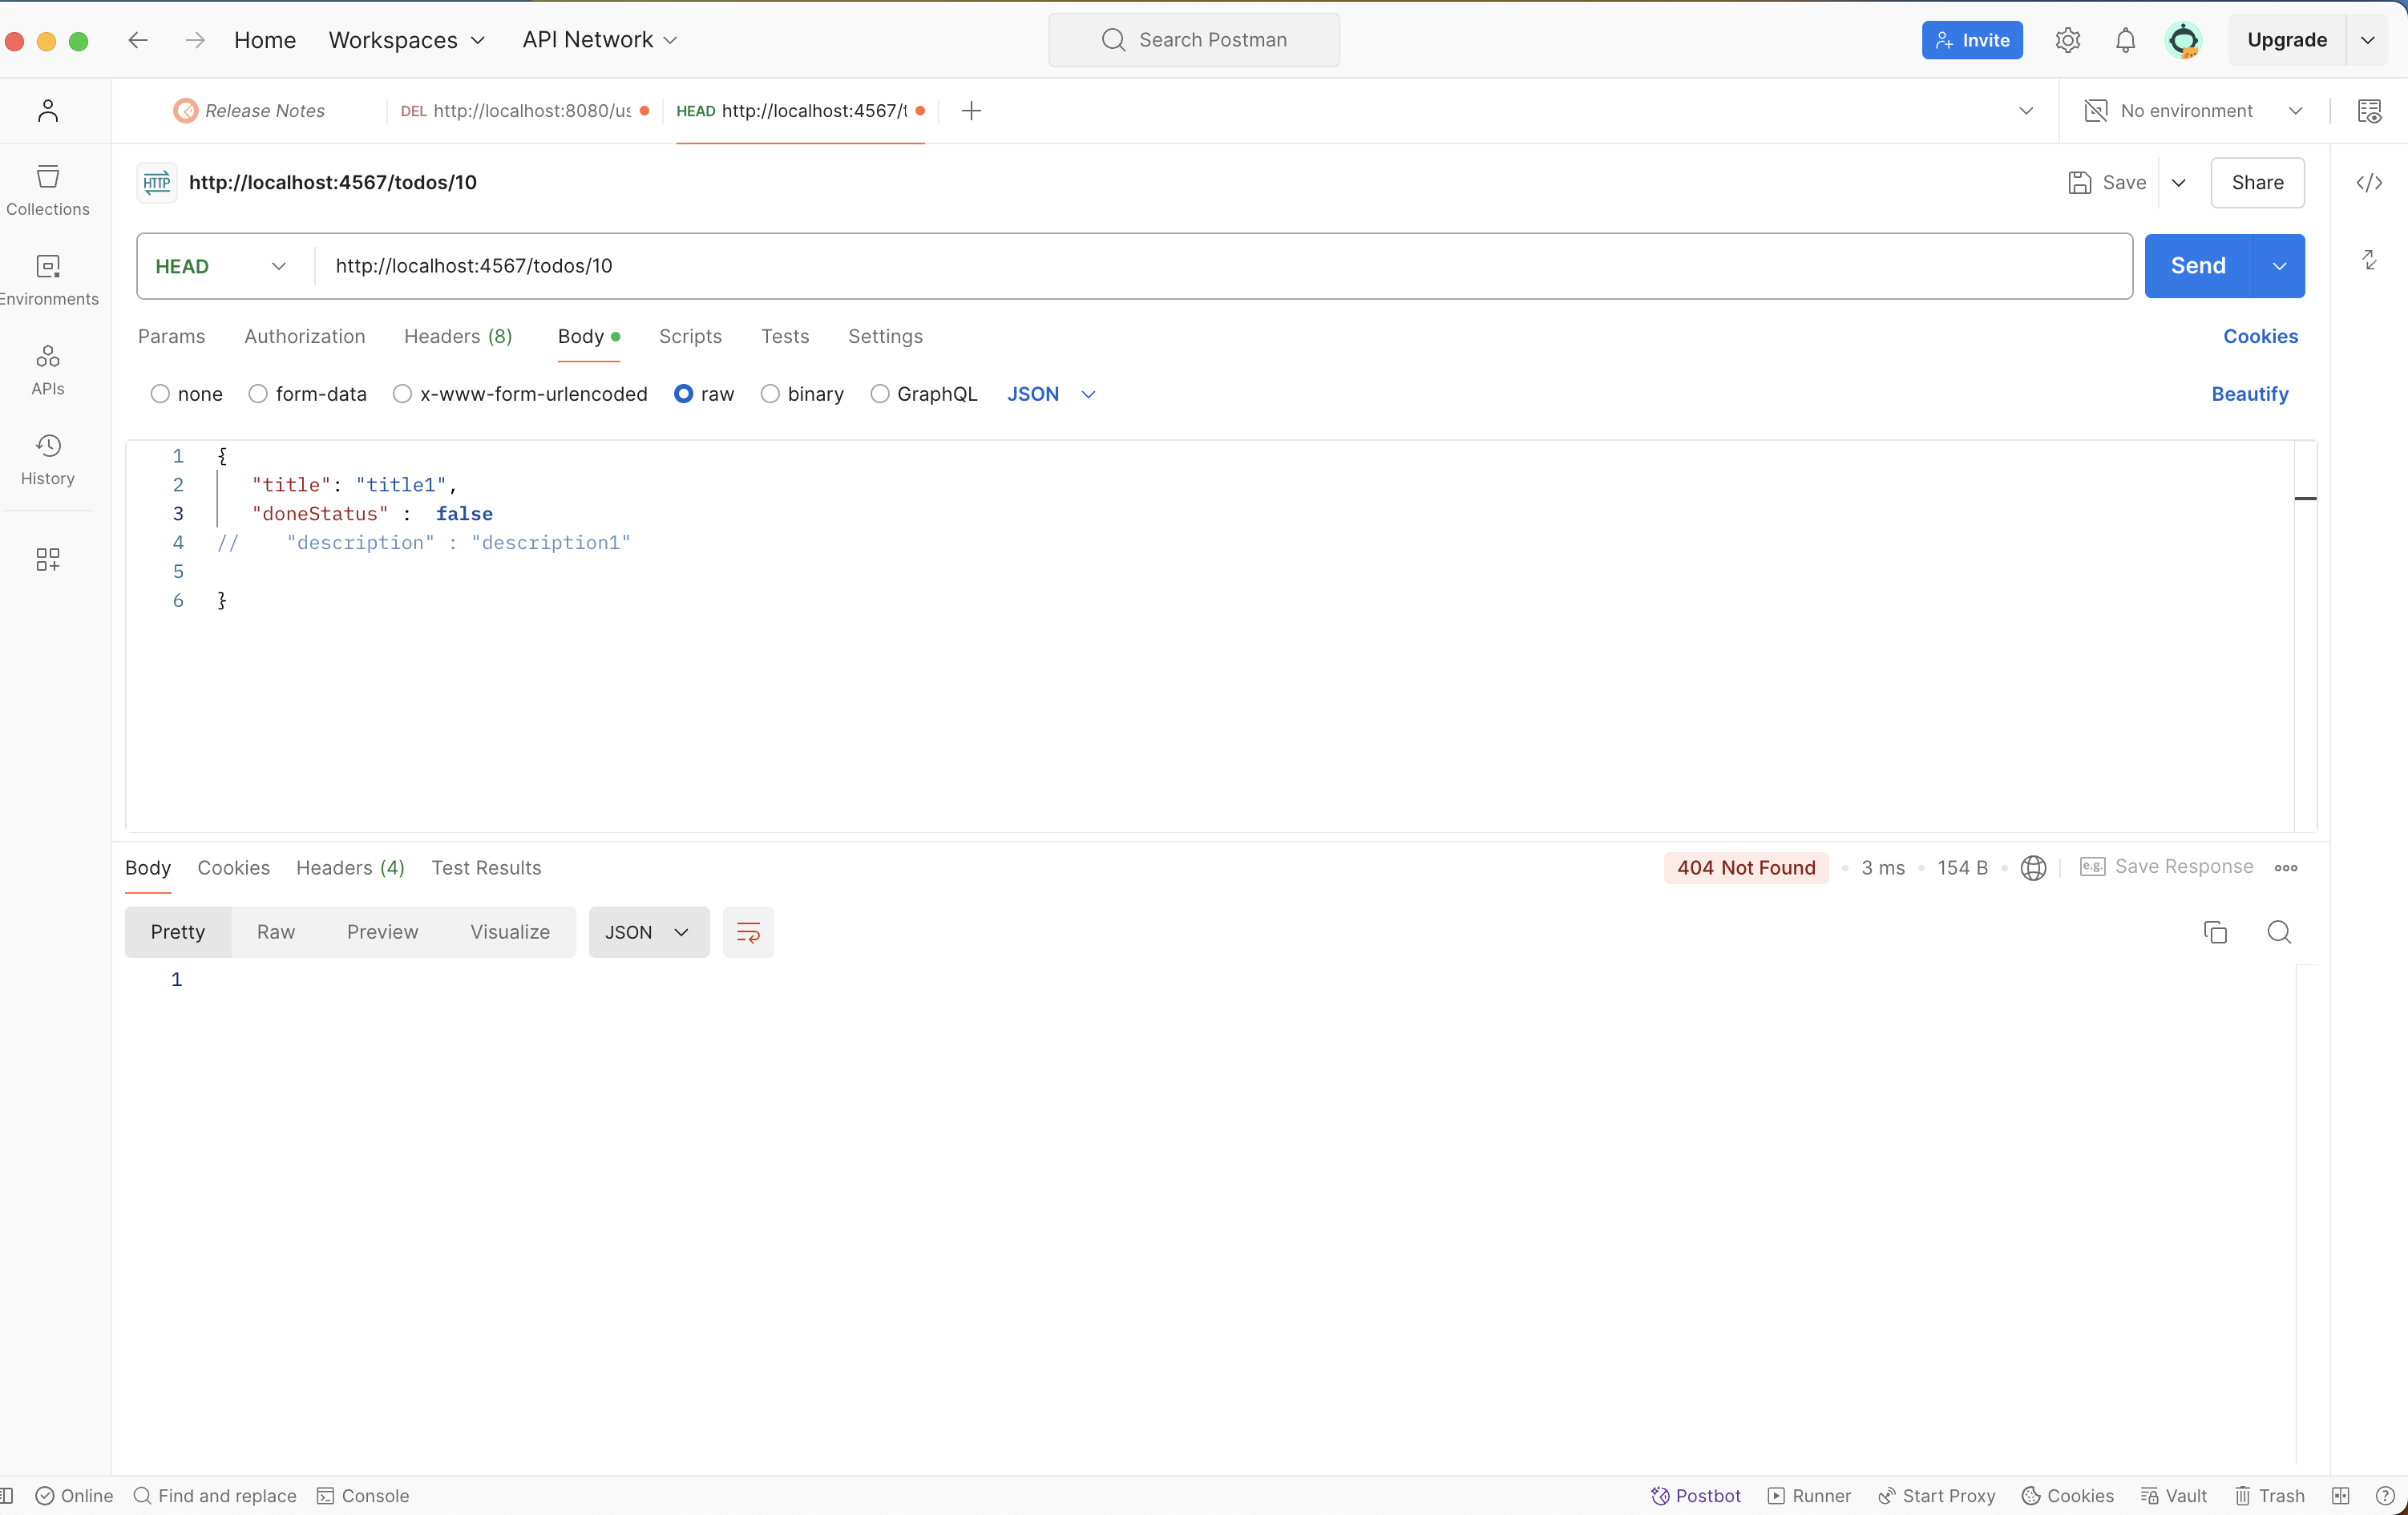 Home Workspaces API Network Search Postman Invite Upgrade
Release Notes DEL http://localhost:8080/us HEAD http://localhost:4567/t No environment
HTTP http://localhost:4567/todos/10 Save Share
Collections
Environments
APIs
History
HEAD http://localhost:4567/todos/10 Send
Params Authorization Headers (8) Body Scripts Tests Settings Cookies
none form-data x-www-form-urlencoded raw binary GraphQL JSON Beautify
1 {
2 "title": "title1",
3 "doneStatus" : false
4 // "description" : "description1"
5
6 }
Body Cookies Headers (4) Test Results 404 Not Found 3 ms 154 B e.g. Save Response
Pretty Raw Preview Visualize JSON
1
Online Find and replace Console Postbot Runner Start Proxy Cookies Vault Trash